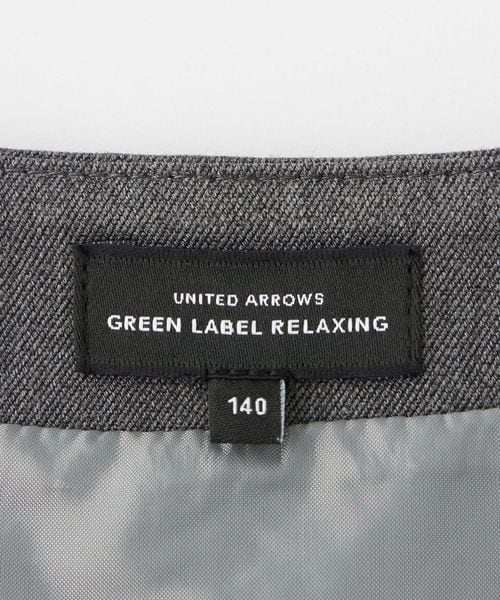 UNITED ARROWS
GREEN LABEL RELAXING
140